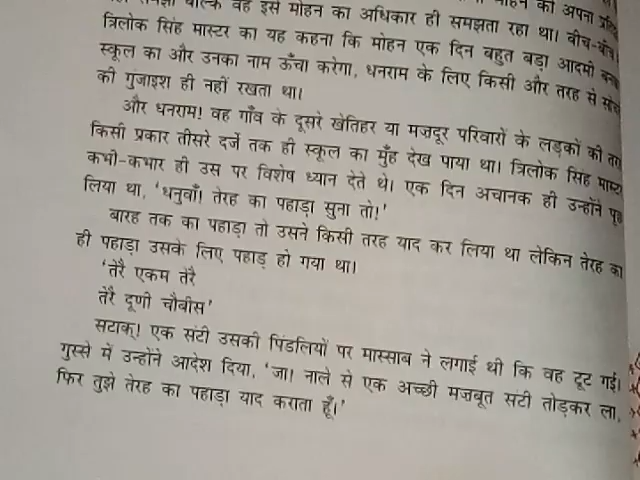 बल्कि वह इसे मोहन का अधिकार ही समझता रहा था। बीच-बीच
त्रिलोक सिंह मास्टर का यह कहना कि मोहन एक दिन बहुत बड़ा आदमी
स्कूल का और उनका नाम ऊँचा करेगा, धनराम के लिए किसी और तरह से
की गुंजाइश ही नहीं रखता था।
और धनराम! वह गाँव के दूसरे खेतिहर या मज़दूर परिवारों के लड़कों की
किसी प्रकार तीसरे दर्जे तक ही स्कूल का मुँह देख पाया था। त्रिलोक सिंह मास्टर
कभी-कभार ही उस पर विशेष ध्यान देते थे। एक दिन अचानक ही उन्होंने
लिया था, 'धनुवाँ! तेरह का पहाड़ा सुना तो!'
बारह तक का पहाड़ा तो उसने किसी तरह याद कर लिया था लेकिन तेरह का
ही पहाड़ा उसके लिए पहाड़ हो गया था।
'तेरै एकम तेरै
तेरै दूणी चौबीस'
सटाक्! एक संटी उसकी पिंडलियों पर मास्साब ने लगाई थी कि वह टूट गई।
गुस्से में उन्होंने आदेश दिया, 'जा! नाले से एक अच्छी मजबूत संटी तोड़कर ला,
फिर तुझे तेरह का पहाड़ा याद कराता हूँ।'